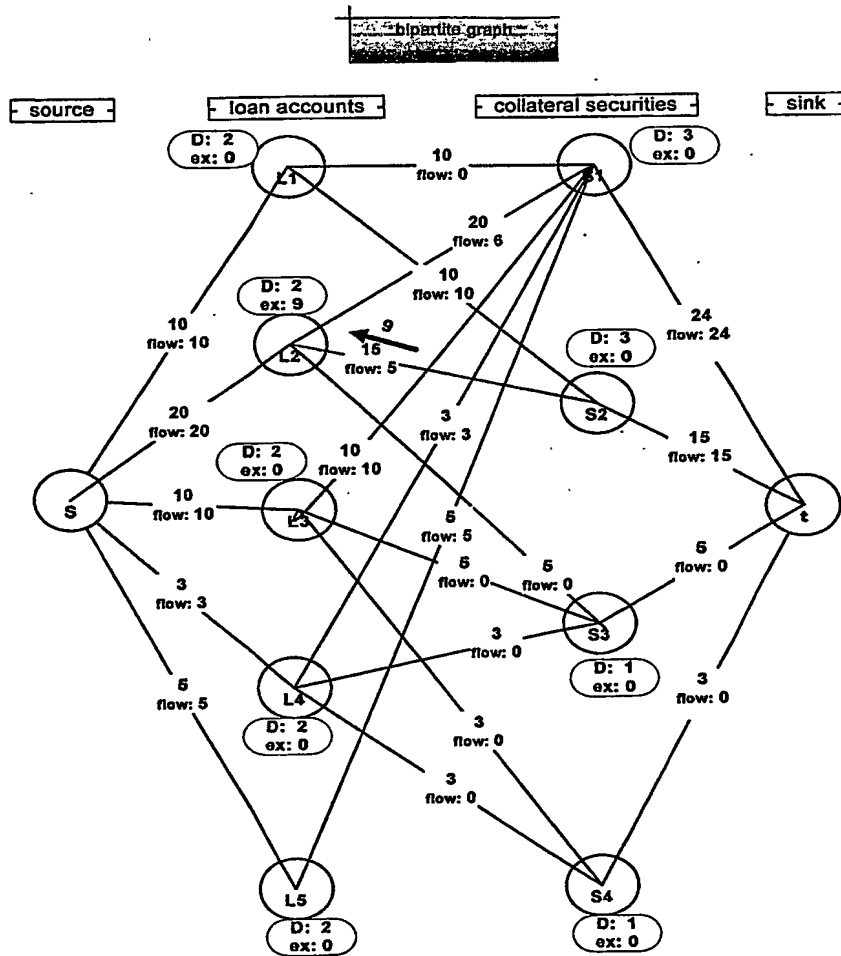 bipartite graph
source
loan accounts
collateral securities
sink
D: 2
ex: 0
L1
10
flow: 0
D: 3
ex: 0
S1
20
flow: 6
10
flow: 10
D: 2
ex: 9
L2
9
15
flow: 5
24
flow: 24
D: 3
ex: 0
S2
10
flow: 10
20
flow: 20
3
flow: 3
15
flow: 15
D: 2
ex: 0
L3
10
flow: 10
S
10
flow: 10
t
5
flow: 5
5
flow: 0
5
flow: 0
5
flow: 0
3
flow: 3
3
flow: 0
S3
D: 1
ex: 0
L4
D: 2
ex: 0
5
flow: 5
3
flow: 0
3
flow: 0
3
flow: 0
L5
D: 2
ex: 0
S4
D: 1
ex: 0